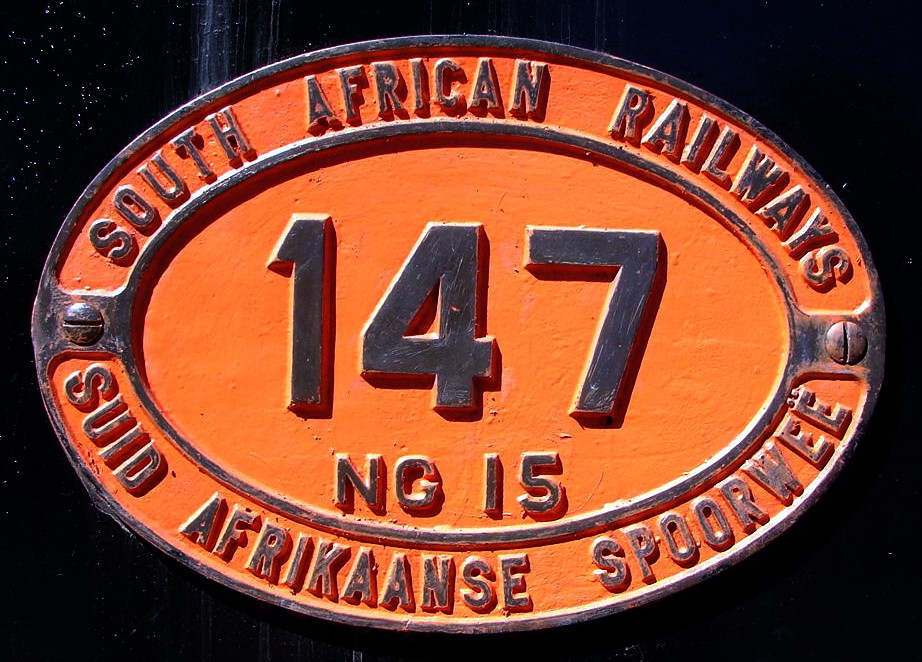 SOUTH AFRICAN RAILWAYS
147
NG 15
SUID AFRIKAANSE SPOORWEË